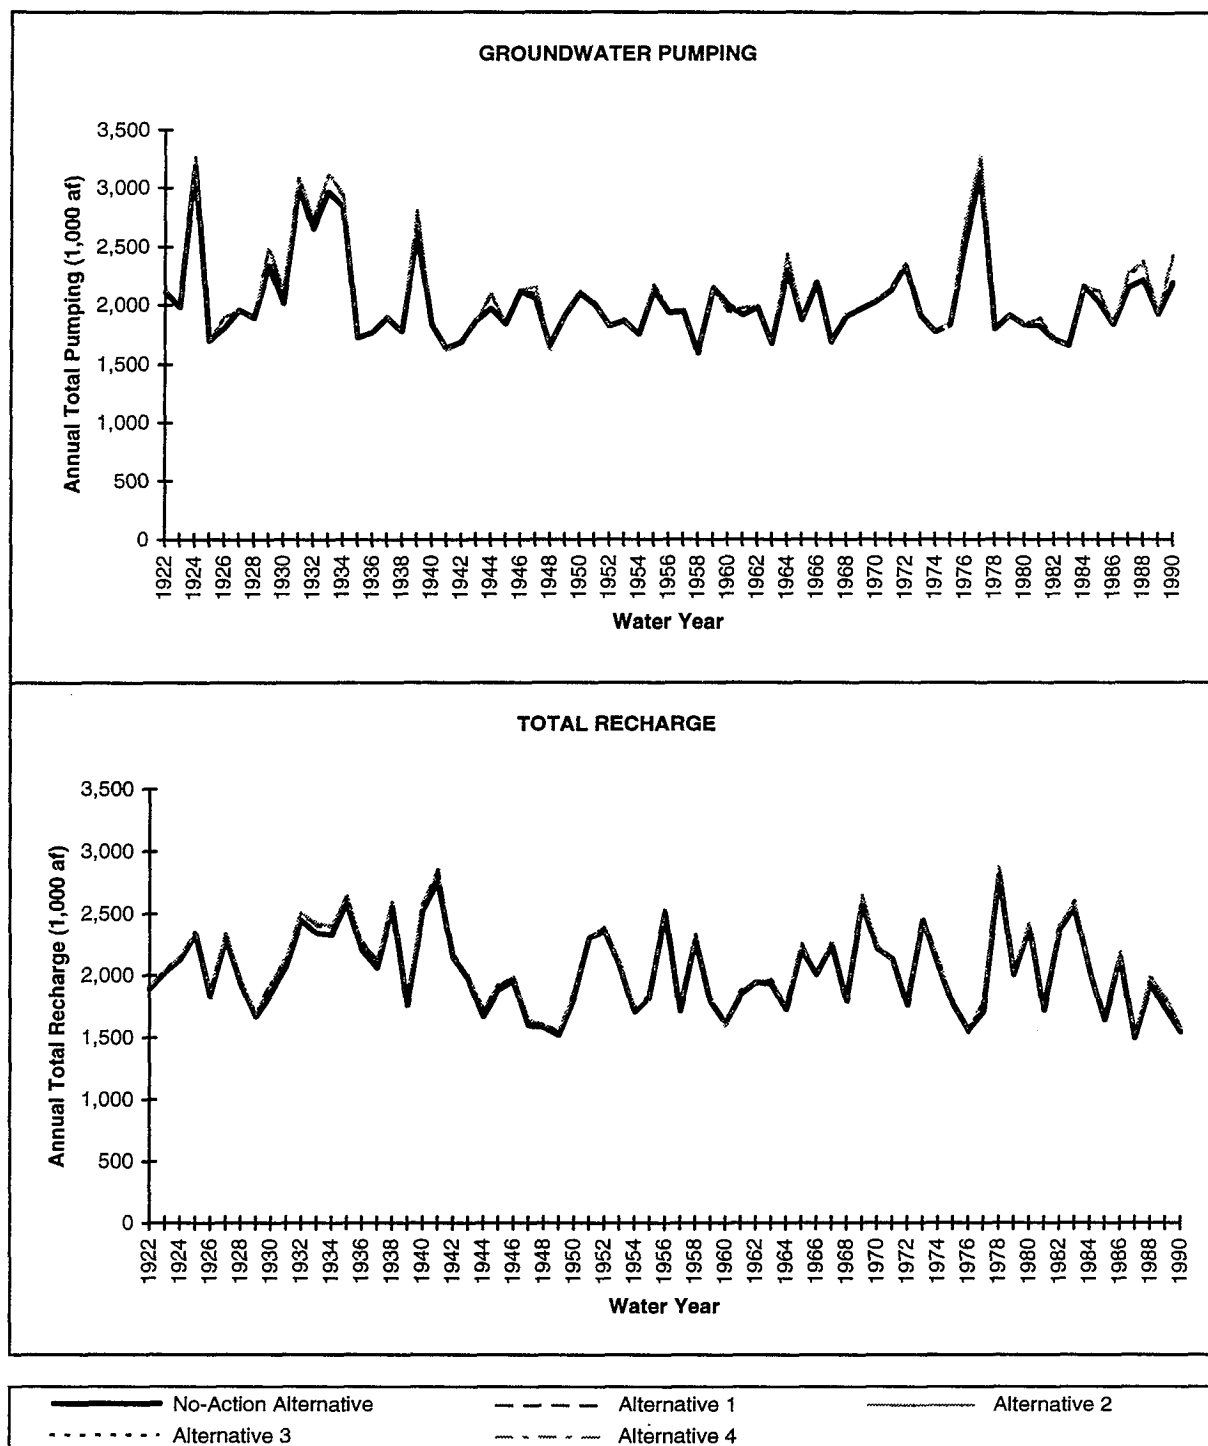 GROUNDWATER PUMPING
3,500
3,000
2,500
2,000
1,500
1,000
500
0
Annual Total Pumping (1,000 af)
1922 1924 1926 1928 1930 1932 1934 1936 1938 1940 1942 1944 1946 1948 1950 1952 1954 1956 1958 1960 1962 1964 1966 1968 1970 1972 1974 1976 1978 1980 1982 1984 1986 1988 1990
Water Year
TOTAL RECHARGE
3,500
3,000
2,500
2,000
1,500
1,000
500
0
Annual Total Recharge (1,000 af)
1922 1924 1926 1928 1930 1932 1934 1936 1938 1940 1942 1944 1946 1948 1950 1952 1954 1956 1958 1960 1962 1964 1966 1968 1970 1972 1974 1976 1978 1980 1982 1984 1986 1988 1990
Water Year
No-Action Alternative Alternative 1 Alternative 2
Alternative 3 Alternative 4